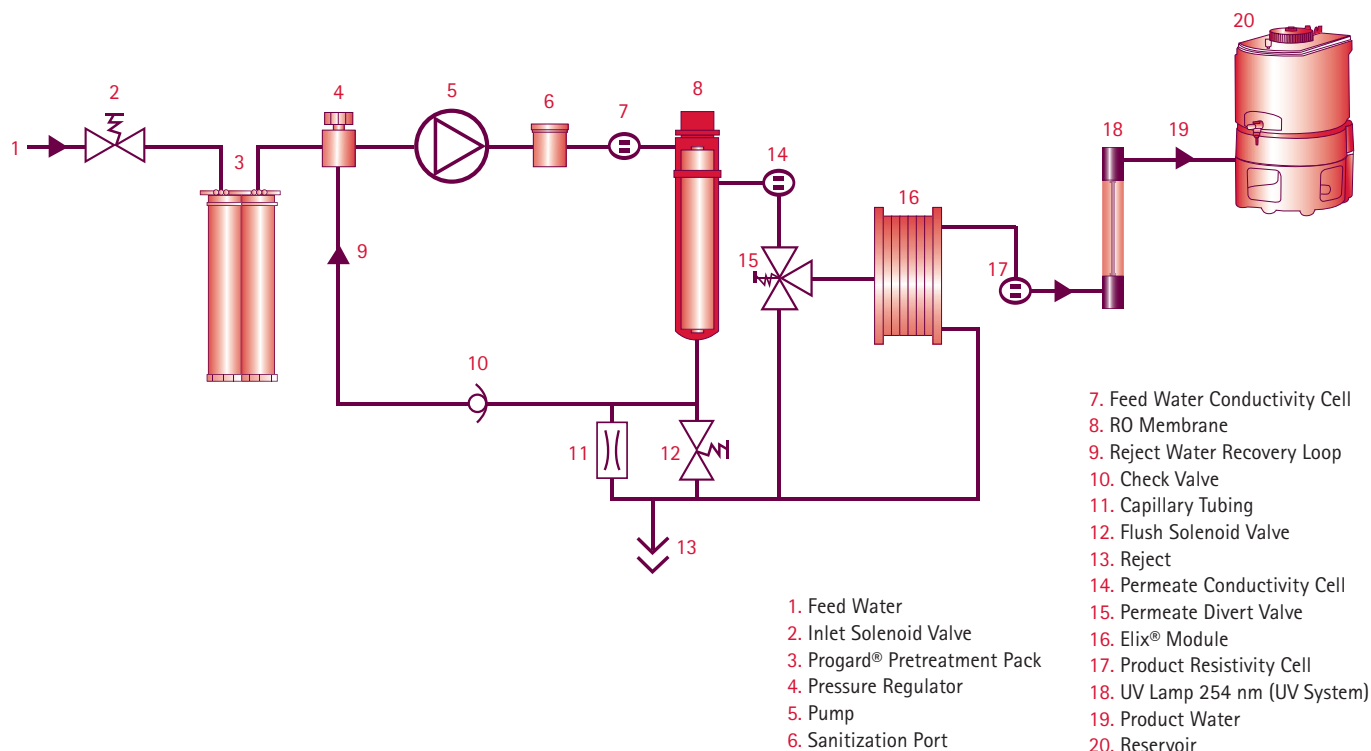 20
2
4
5
6
7
8
18
19
14
3
16
1
15
17
9
10
11
12
13
7. Feed Water Conductivity Cell
8. RO Membrane
9. Reject Water Recovery Loop
10. Check Valve
11. Capillary Tubing
12. Flush Solenoid Valve
13. Reject
14. Permeate Conductivity Cell
15. Permeate Divert Valve
16. Elix® Module
17. Product Resistivity Cell
18. UV Lamp 254 nm (UV System)
19. Product Water
20. Reservoir
1. Feed Water
2. Inlet Solenoid Valve
3. Progard® Pretreatment Pack
4. Pressure Regulator
5. Pump
6. Sanitization Port